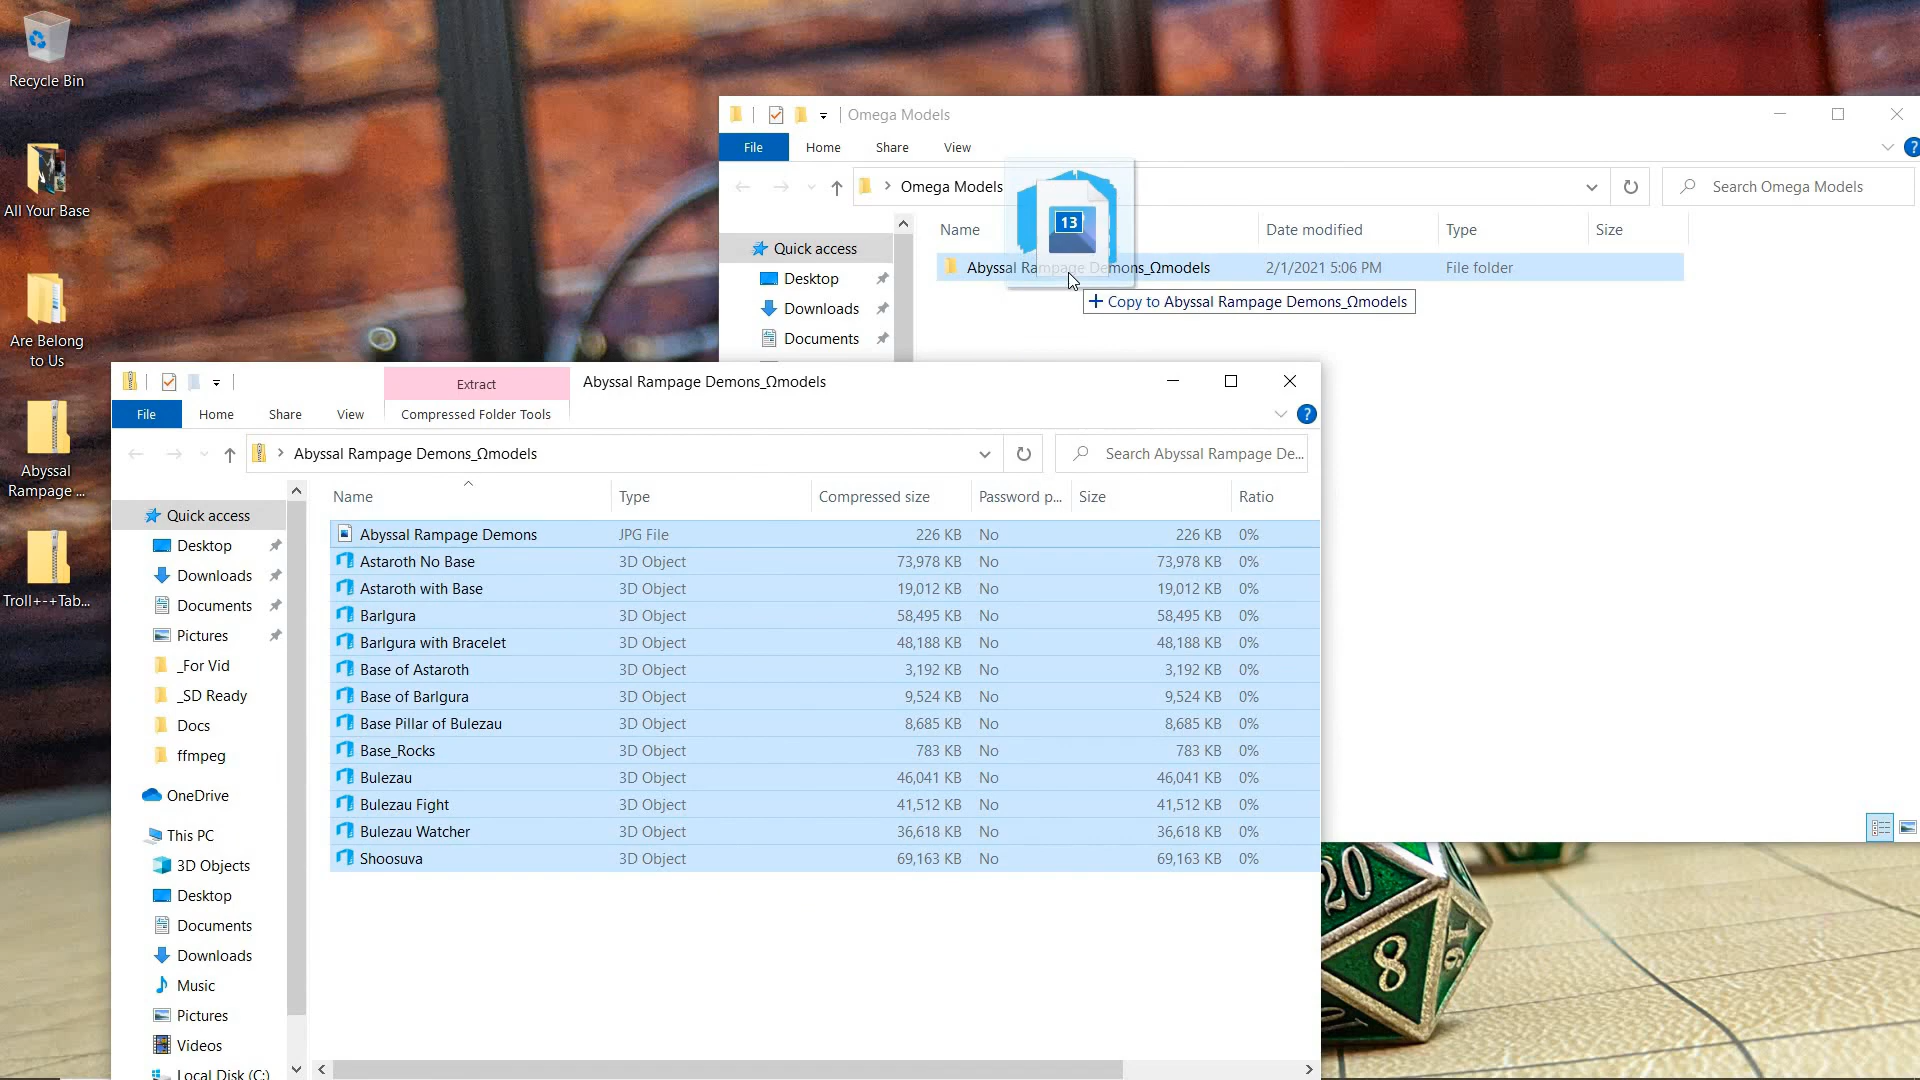 Recycle Bin
All Your Base
Are Belong
to Us
Abyssal
Rampage ...
Troll+-+Tab...
Omega Models
File Home Share View
Omega Models
Search Omega Models
Name Date modified Type Size
Quick access
Desktop
Downloads
Documents
13
Abyssal Rampage Demons_Ωmodels 2/1/2021 5:06 PM File folder
+ Copy to Abyssal Rampage Demons_Ωmodels
Extract
Abyssal Rampage Demons_Ωmodels
File Home Share View Compressed Folder Tools
Abyssal Rampage Demons_Ωmodels
Search Abyssal Rampage De...
Name Type Compressed size Password p... Size Ratio
Quick access
Desktop
Downloads
Documents
Pictures
_For Vid
_SD Ready
Docs
ffmpeg
OneDrive
This PC
3D Objects
Desktop
Documents
Downloads
Music
Pictures
Videos
Local Disk (C:)
Abyssal Rampage Demons JPG File 226 KB No 226 KB 0%
Astaroth No Base 3D Object 73,978 KB No 73,978 KB 0%
Astaroth with Base 3D Object 19,012 KB No 19,012 KB 0%
Barlgura 3D Object 58,495 KB No 58,495 KB 0%
Barlgura with Bracelet 3D Object 48,188 KB No 48,188 KB 0%
Base of Astaroth 3D Object 3,192 KB No 3,192 KB 0%
Base of Barlgura 3D Object 9,524 KB No 9,524 KB 0%
Base Pillar of Bulezau 3D Object 8,685 KB No 8,685 KB 0%
Base_Rocks 3D Object 783 KB No 783 KB 0%
Bulezau 3D Object 46,041 KB No 46,041 KB 0%
Bulezau Fight 3D Object 41,512 KB No 41,512 KB 0%
Bulezau Watcher 3D Object 36,618 KB No 36,618 KB 0%
Shoosuva 3D Object 69,163 KB No 69,163 KB 0%
20
8
16